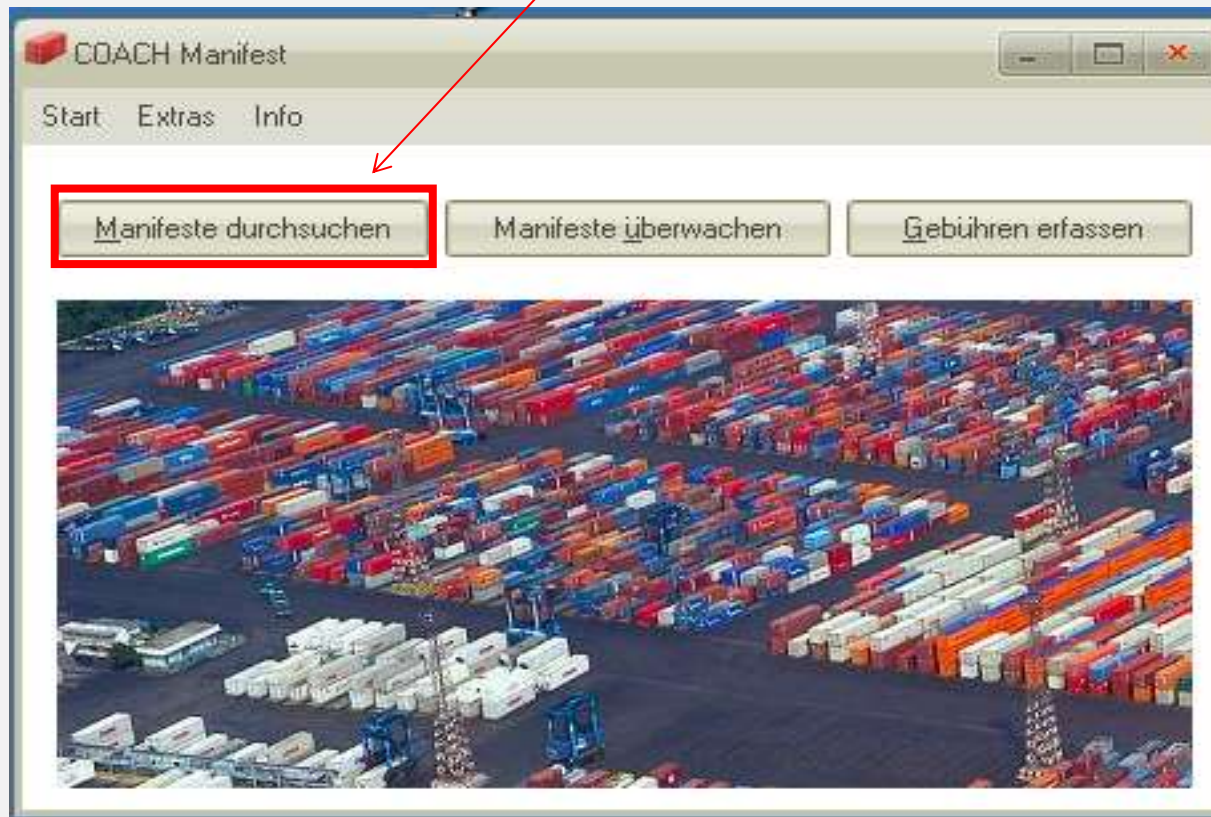 COACH Manifest
Start Extras Info
Manifeste durchsuchen Manifeste überwachen Gebühren erfassen